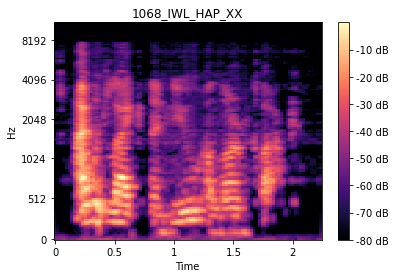 1068_IWL_HAP_XX
8192
4096
2048
1024
512
0
Hz
0
0.5
1
1.5
2
Time
-10 dB
-20 dB
-30 dB
-40 dB
-50 dB
-60 dB
-70 dB
-80 dB